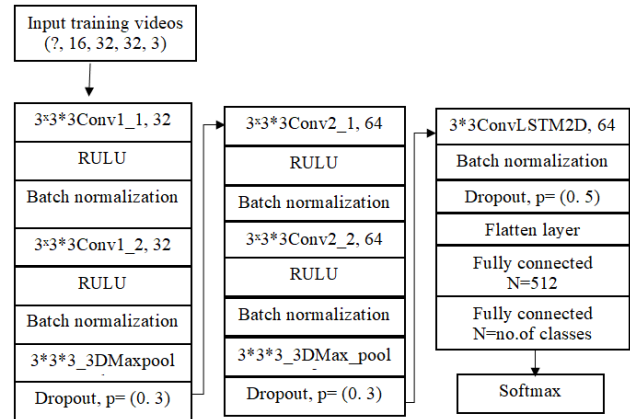 Input training videos
(?, 16, 32, 32, 3)
3ˣ3*3Conv1_1, 32
RULU
Batch normalization
3ˣ3*3Conv1_2, 32
RULU
Batch normalization
3*3*3_3DMaxpool
Dropout, p= (0. 3)
3ˣ3*3Conv2_1, 64
RULU
Batch normalization
3ˣ3*3Conv2_2, 64
RULU
Batch normalization
3*3*3_3DMax_pool
Dropout, p= (0. 3)
3*3ConvLSTM2D, 64
Batch normalization
Dropout, p= (0. 5)
Flatten layer
Fully connected
N=512
Fully connected
N=no.of classes
Softmax